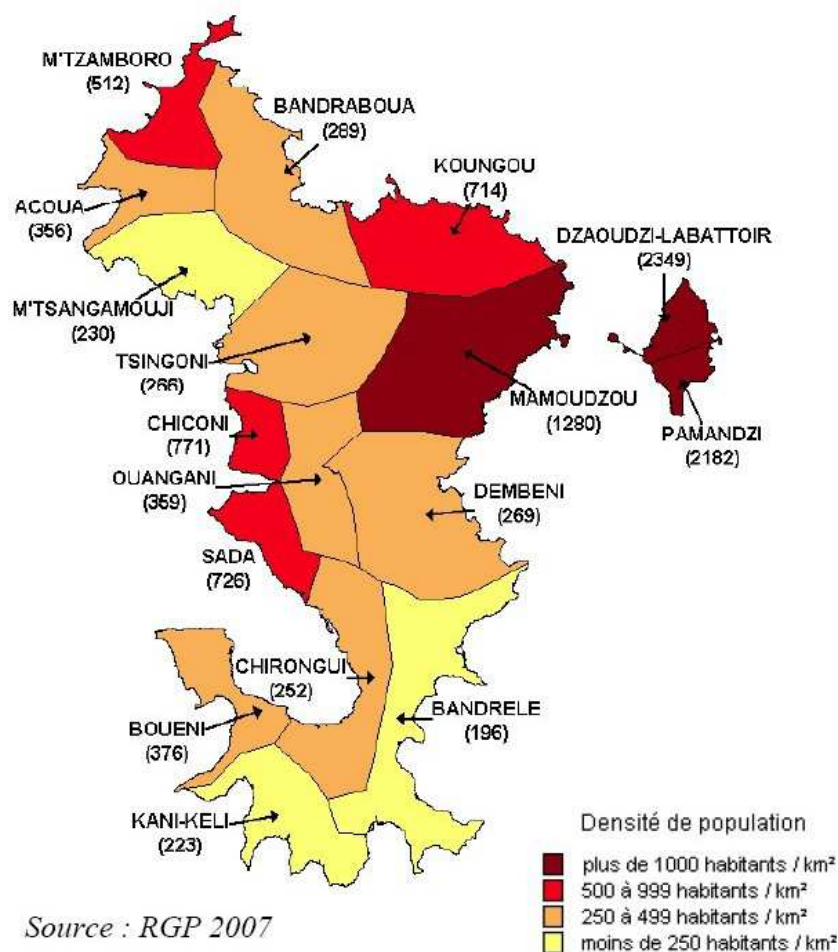 M'TZAMBORO
(512)
BANDRABOUA
(289)
KOUNGOU
(714)
ACOUA
(356)
DZAOUDZI-LABATTOIR
(2349)
M'TSANGAMOUJI
(230)
TSINGONI
(266)
MAMOUDZOU
(1280)
CHICONI
(771)
PAMANDZI
(2182)
OUANGANI
(359)
DEMBENI
(269)
SADA
(726)
CHIRONGUI
(252)
BANDRELE
(196)
BOUENI
(376)
KANI-KELI
(223)
Densité de population
plus de 1000 habitants / km²
500 à 999 habitants / km²
250 à 499 habitants / km²
moins de 250 habitants / km²
Source : RGP 2007